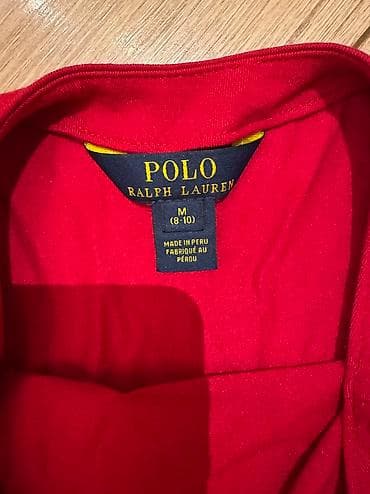 POLO
RALPH LAUREN
M
(8-10)
MADE IN PERU
FABRIQUÉ AU
PÉROU